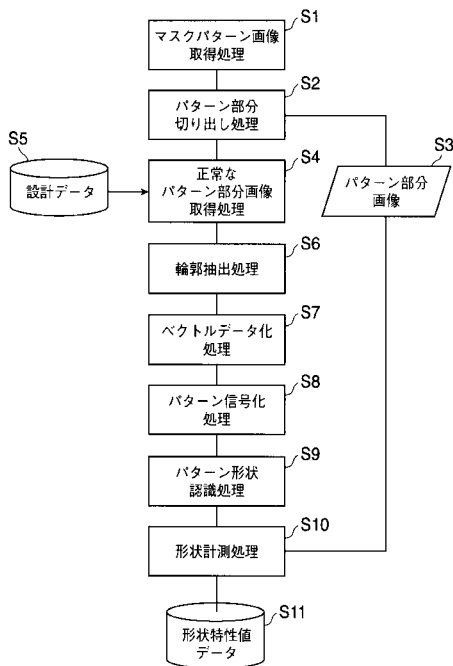 S1
マスクパターン画像
取得処理
S2
パターン部分
切り出し処理
S3
パターン部分
画像
S5
設計データ
S4
正常な
パターン部分画像
取得処理
S6
輪郭抽出処理
S7
ベクトルデータ化
処理
S8
パターン信号化
処理
S9
パターン形状
認識処理
S10
形状計測処理
S11
形状特性値
データ